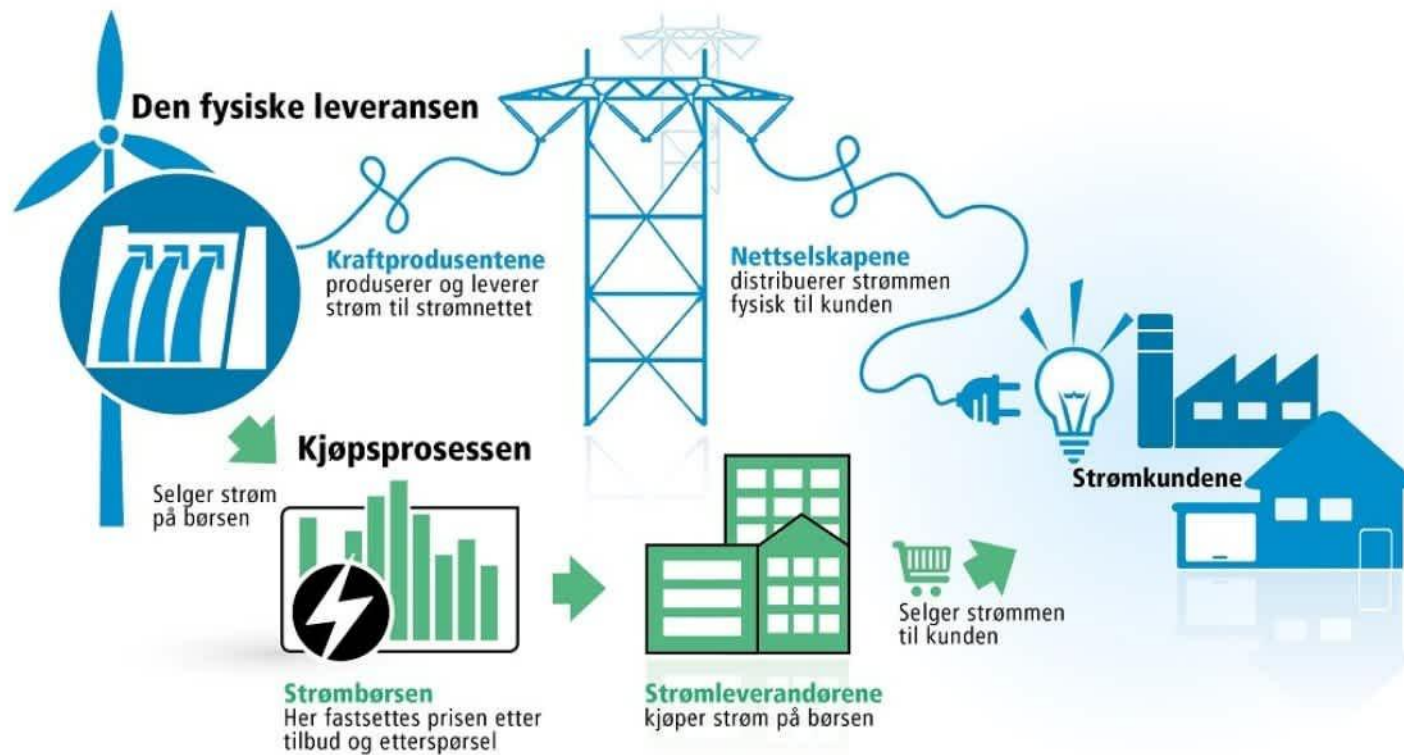 Den fysiske leveransen
Kraftprodusentene
produserer og leverer
strøm til strømnettet
Nettselskapene
distribuerer strømmen
fysisk til kunden
Strømkundene
Kjøpsprosessen
Selger strøm
på børsen
Strømbørsen
Her fastsettes prisen etter
tilbud og etterspørsel
Strømleverandørene
kjøper strøm på børsen
Selger strømmen
til kunden